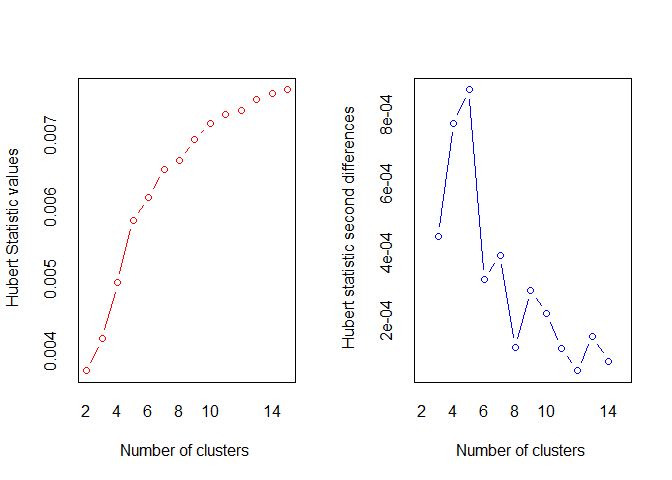 Hubert Statistic values
0.004
0.005
0.006
0.007
2 4 6 8 10 14
Number of clusters
Hubert statistic second differences
2e-04
4e-04
6e-04
8e-04
2 4 6 8 10 14
Number of clusters